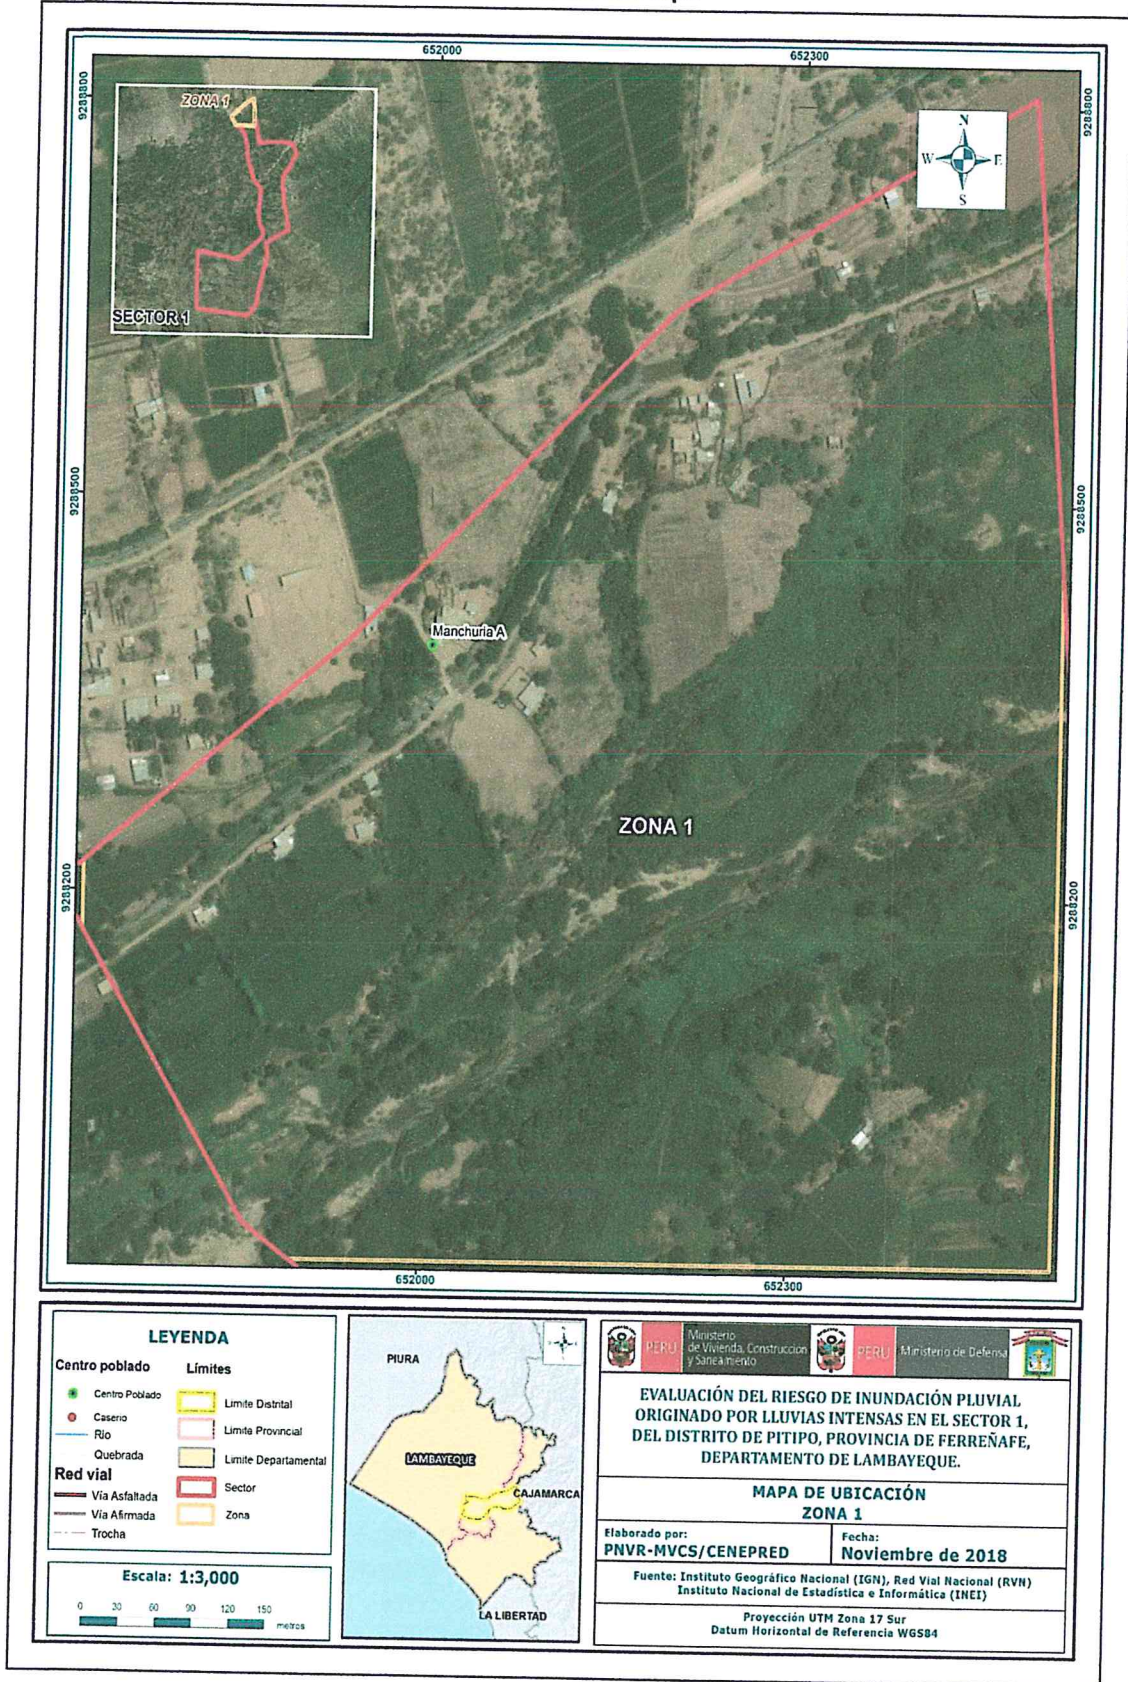 652000
652300
9288800
9288800
ZONA 1
N
W E
S
SECTOR 1
9288500
9288500
Manchuria A
ZONA 1
9288200
9288200
652000
652300
LEYENDA
Centro poblado
Centro Poblado
Caserio
Rio
Quebrada
Red vial
Vía Asfaltada
Vía Afirmada
Trocha
Límites
Limite Distrital
Limite Provincial
Limite Departamental
Sector
Zona
Escala: 1:3,000
0 30 60 90 120 150
metros
PIURA
LAMBAYEQUE
CAJAMARCA
LA LIBERTAD
PERÚ
Ministerio
de Vivienda, Construcción
y Saneamiento
PERÚ
Ministerio de Defensa
EVALUACIÓN DEL RIESGO DE INUNDACIÓN PLUVIAL
ORIGINADO POR LLUVIAS INTENSAS EN EL SECTOR 1,
DEL DISTRITO DE PITIPO, PROVINCIA DE FERREÑAFE,
DEPARTAMENTO DE LAMBAYEQUE.
MAPA DE UBICACIÓN
ZONA 1
Elaborado por:
PNVR-MVCS/CENEPRED
Fecha:
Noviembre de 2018
Fuente: Instituto Geográfico Nacional (IGN), Red Vial Nacional (RVN)
Instituto Nacional de Estadística e Informática (INEI)
Proyección UTM Zona 17 Sur
Datum Horizontal de Referencia WGS84